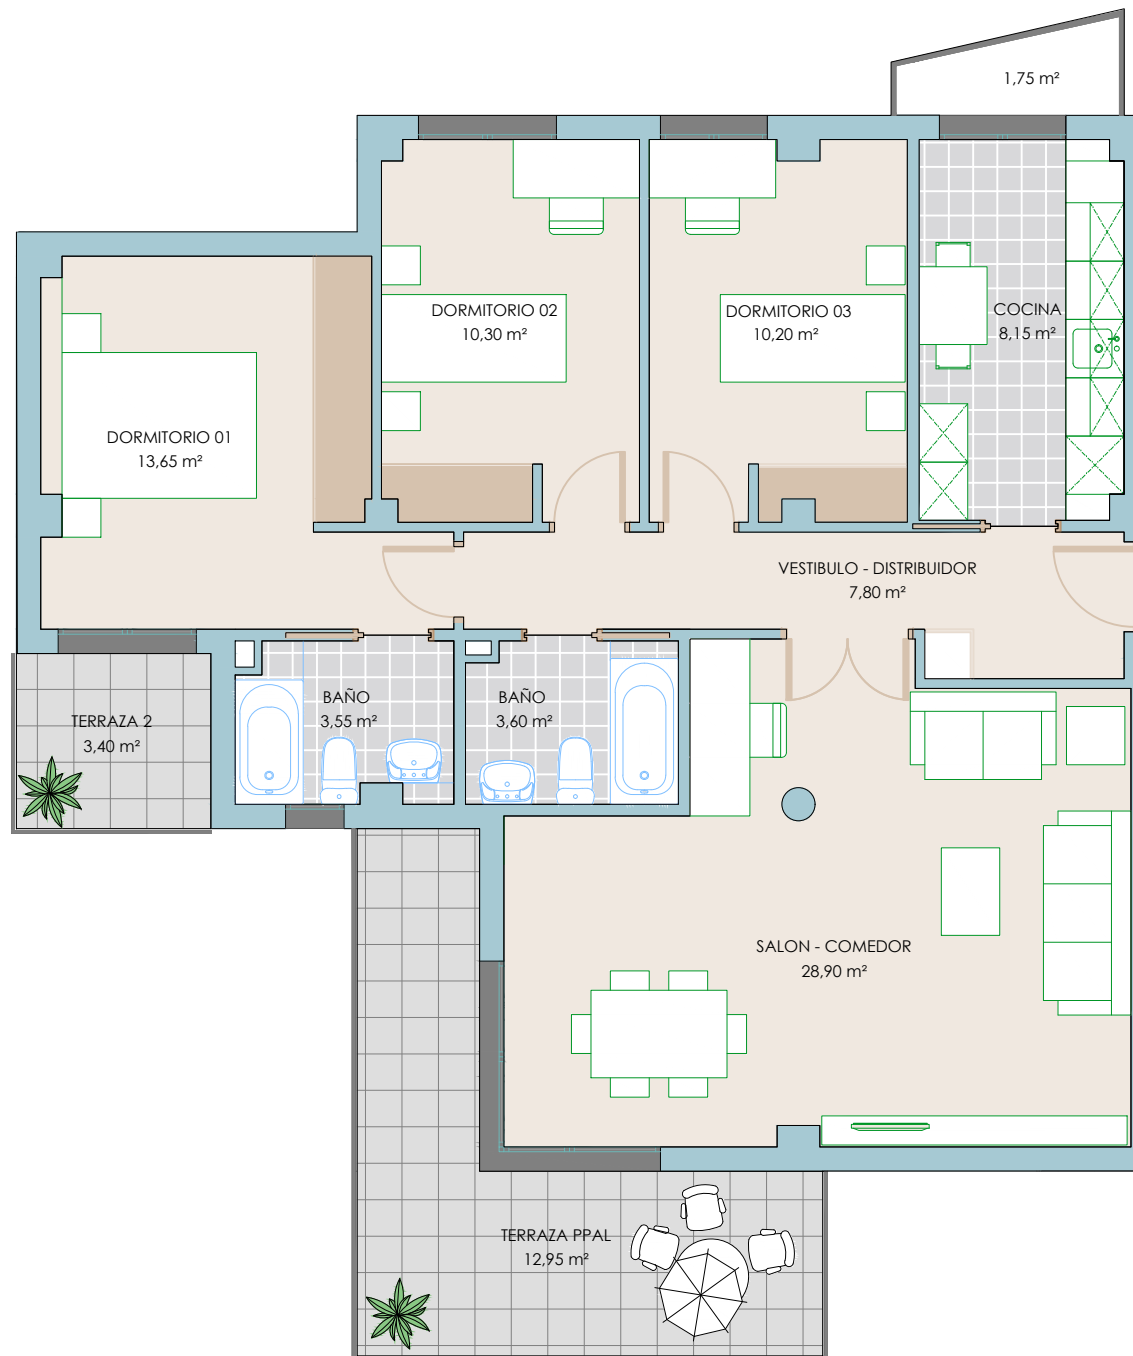 1,75 m²
DORMITORIO 02
10,30 m²
DORMITORIO 03
10,20 m²
COCINA
8,15 m²
DORMITORIO 01
13,65 m²
VESTIBULO - DISTRIBUIDOR
7,80 m²
BAÑO
3,55 m²
BAÑO
3,60 m²
TERRAZA 2
3,40 m²
SALON - COMEDOR
28,90 m²
TERRAZA PPAL
12,95 m²